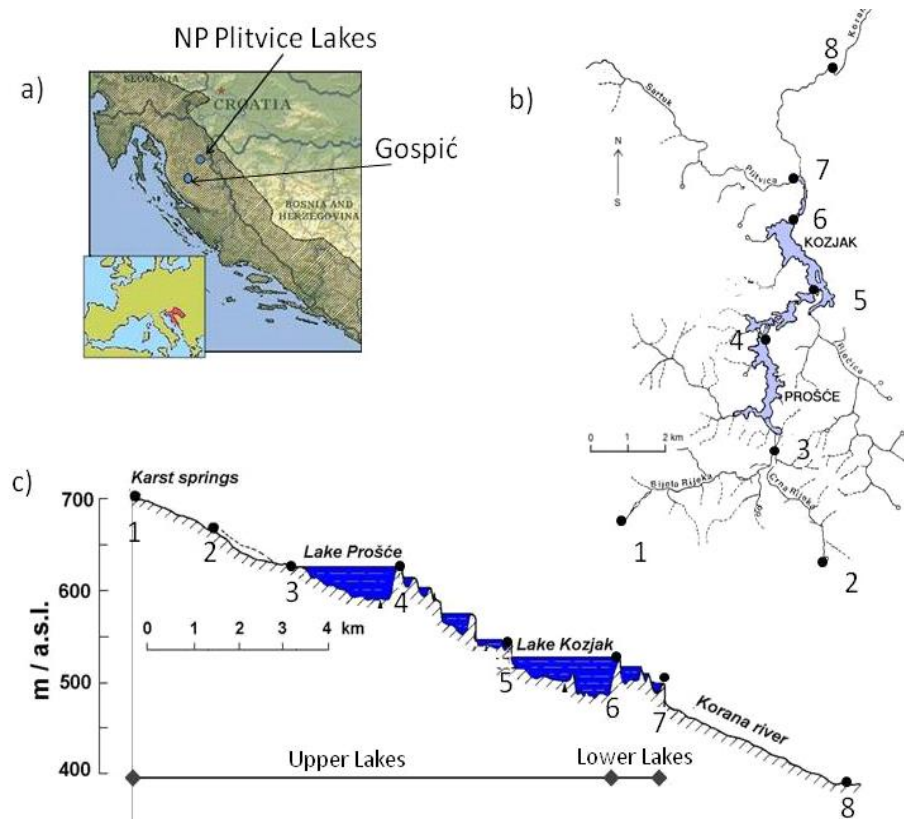 NP Plitvice Lakes
a)
SLOVENIA
CROATIA
Gospić
BOSNIA AND
HERZEGOVINA
b)
8
Korana
Sartuk
N
S
Plitvica
7
6
KOZJAK
5
4
Rječica
PROŠĆE
0 1 2 km
3
Bijela Rijeka
Crna Rijeka
1
2
c)
Karst springs
700
1
2
Lake Prošće
600
3
4
0 1 2 3 4 km
m / a.s.l.
Lake Kozjak
500
5
6
7
Korana river
Upper Lakes
Lower Lakes
400
8